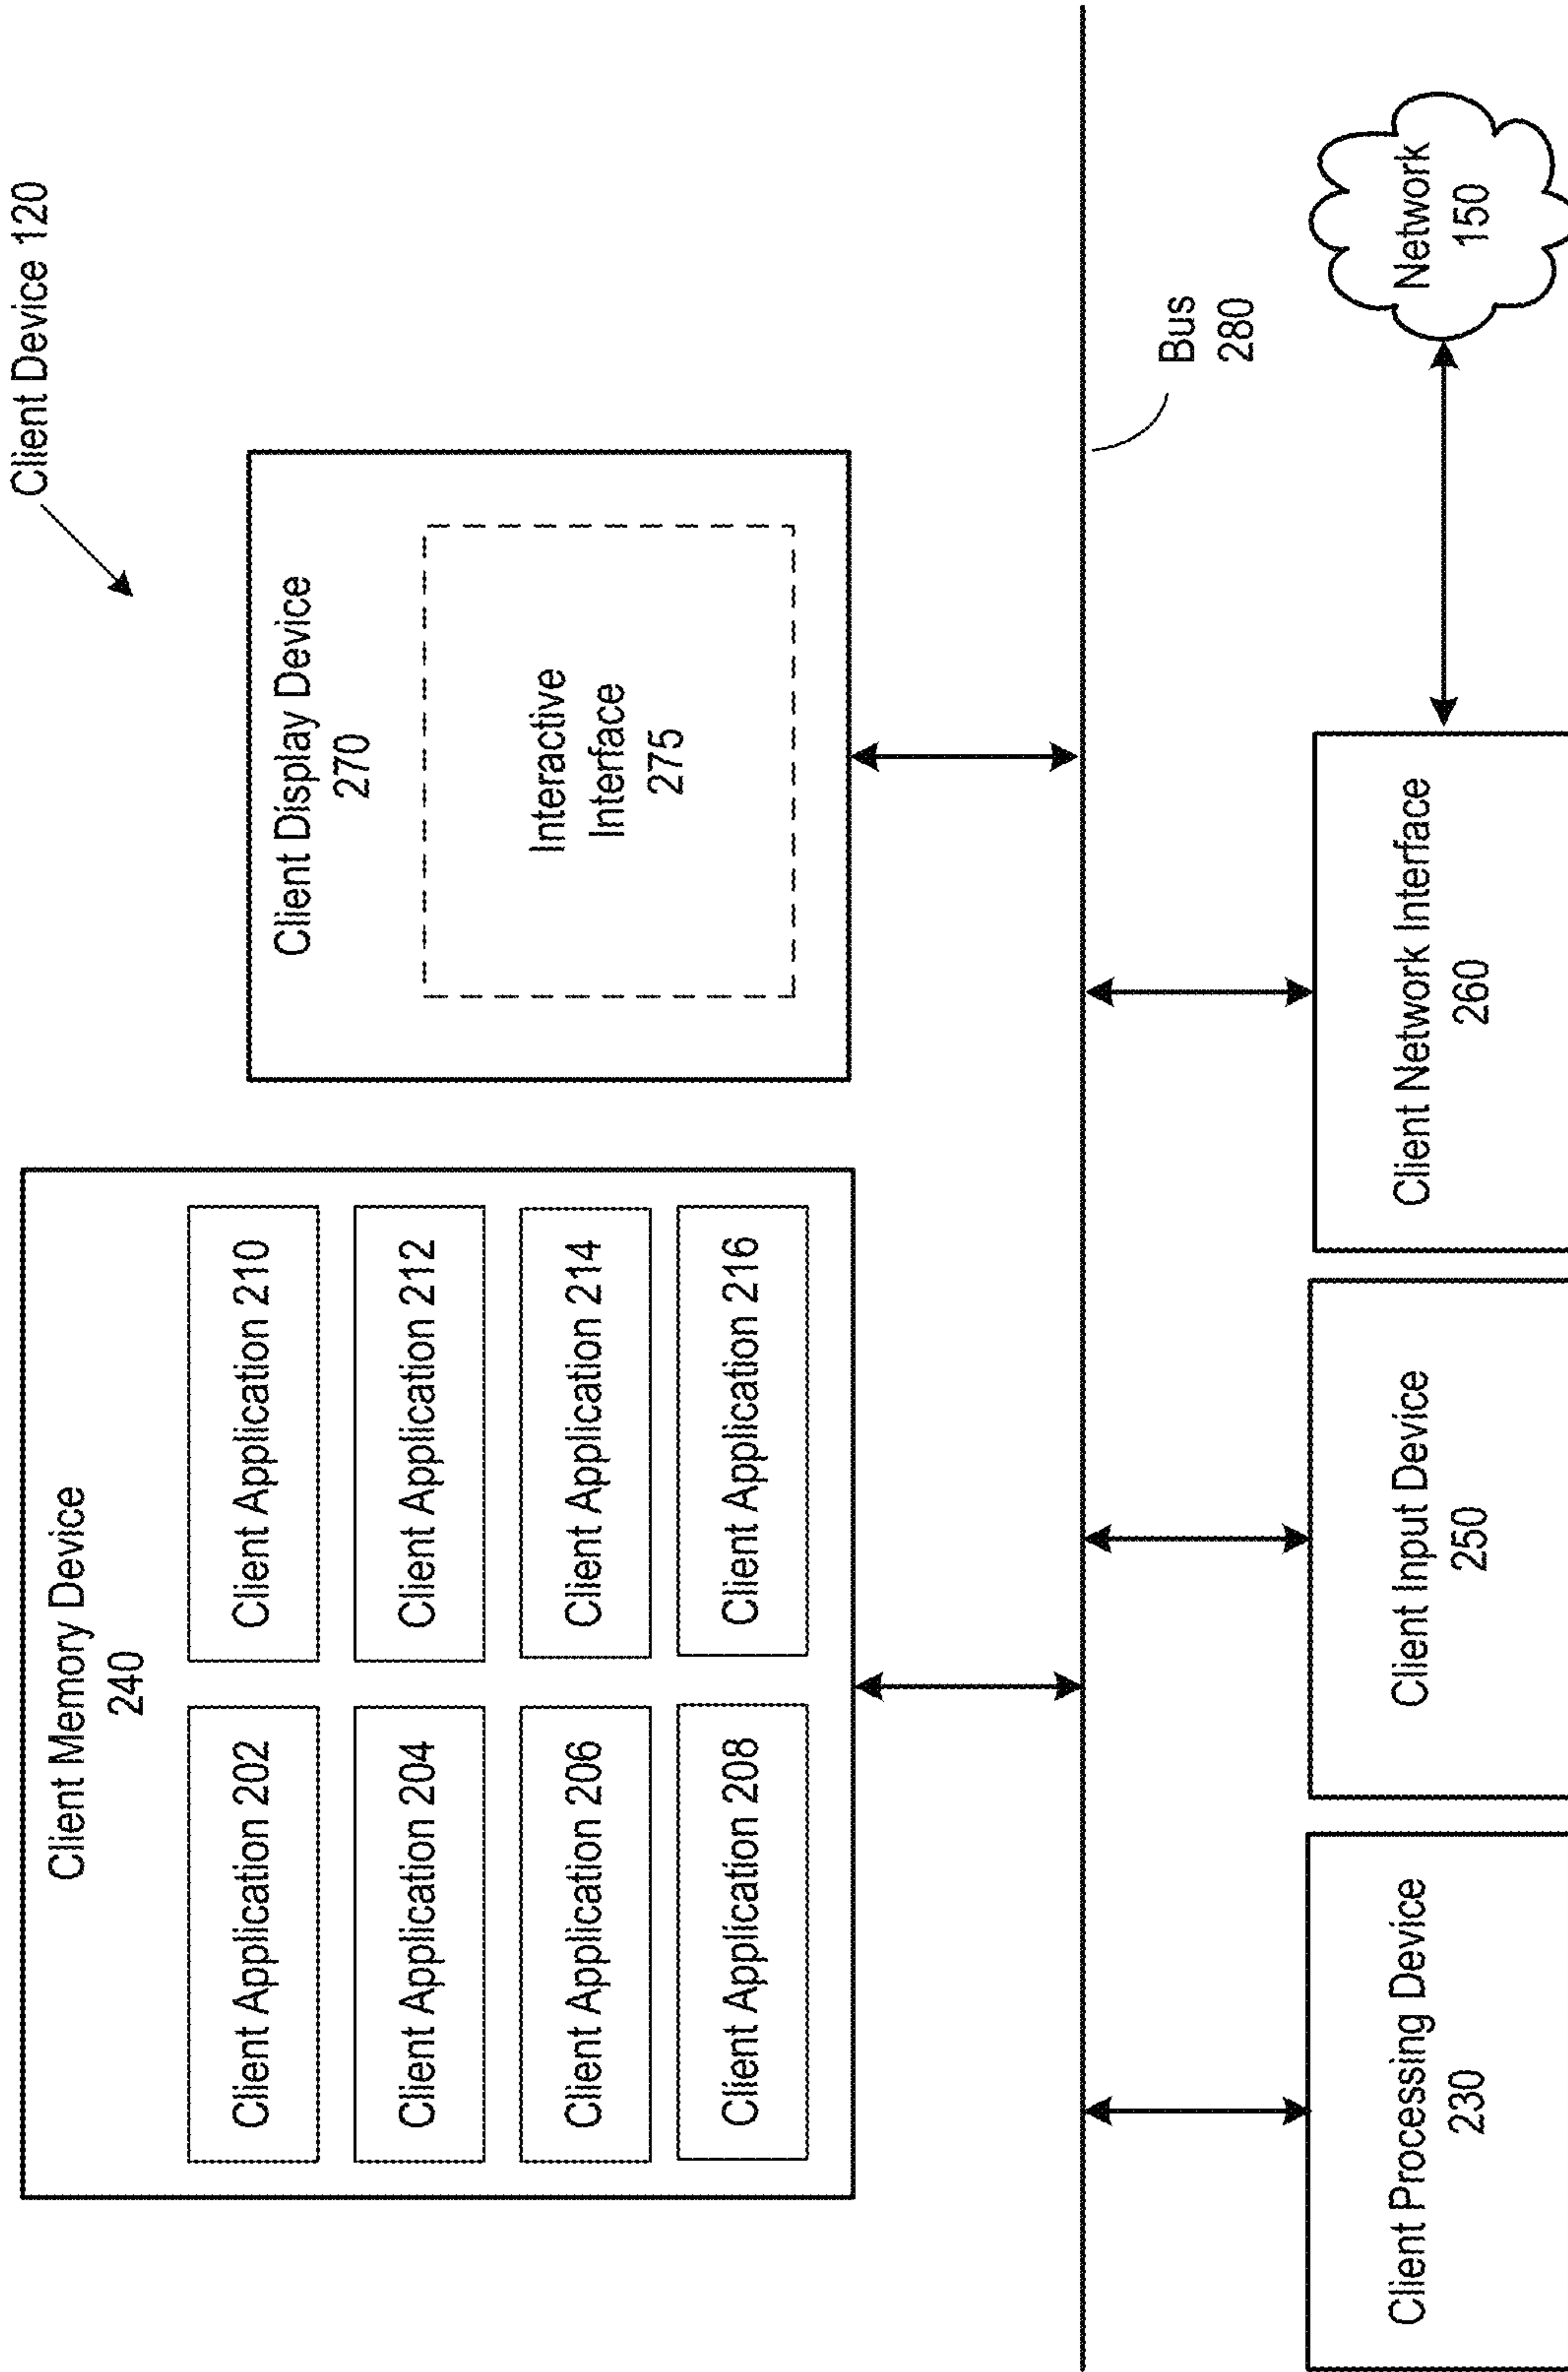 Client Device 120
Client Memory Device
240
Client Application 202
Client Application 210
Client Application 204
Client Application 212
Client Application 206
Client Application 214
Client Application 208
Client Application 216
Client Display Device
270
Interactive
Interface
275
Bus
280
Client Processing Device
230
Client Input Device
250
Client Network Interface
260
Network
150